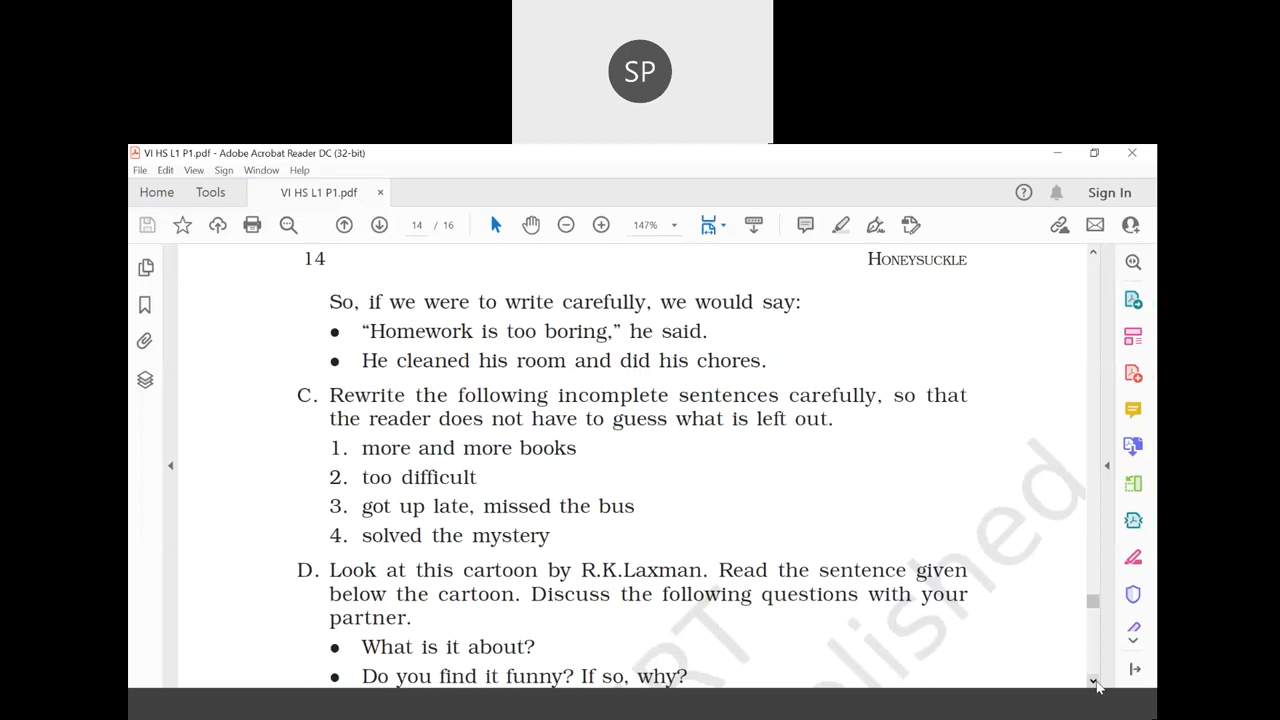 SP
VI HS L1 P1.pdf - Adobe Acrobat Reader DC (32-bit)
File Edit View Sign Window Help
Home Tools VI HS L1 P1.pdf × Sign In
14 / 16 147%
14 HONEYSUCKLE
So, if we were to write carefully, we would say:
● “Homework is too boring,” he said.
● He cleaned his room and did his chores.
C. Rewrite the following incomplete sentences carefully, so that
the reader does not have to guess what is left out.
1. more and more books
2. too difficult
3. got up late, missed the bus
4. solved the mystery
D. Look at this cartoon by R.K.Laxman. Read the sentence given
below the cartoon. Discuss the following questions with your
partner.
● What is it about?
● Do you find it funny? If so, why?